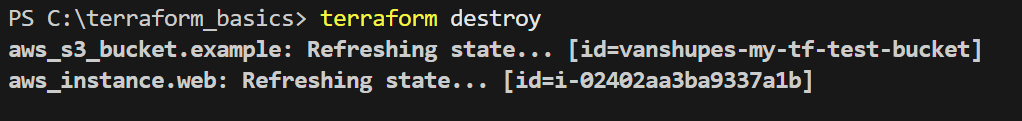 PS C:\terraform_basics> terraform destroy
aws_s3_bucket.example: Refreshing state... [id=vanshupes-my-tf-test-bucket]
aws_instance.web: Refreshing state... [id=i-02402aa3ba9337a1b]